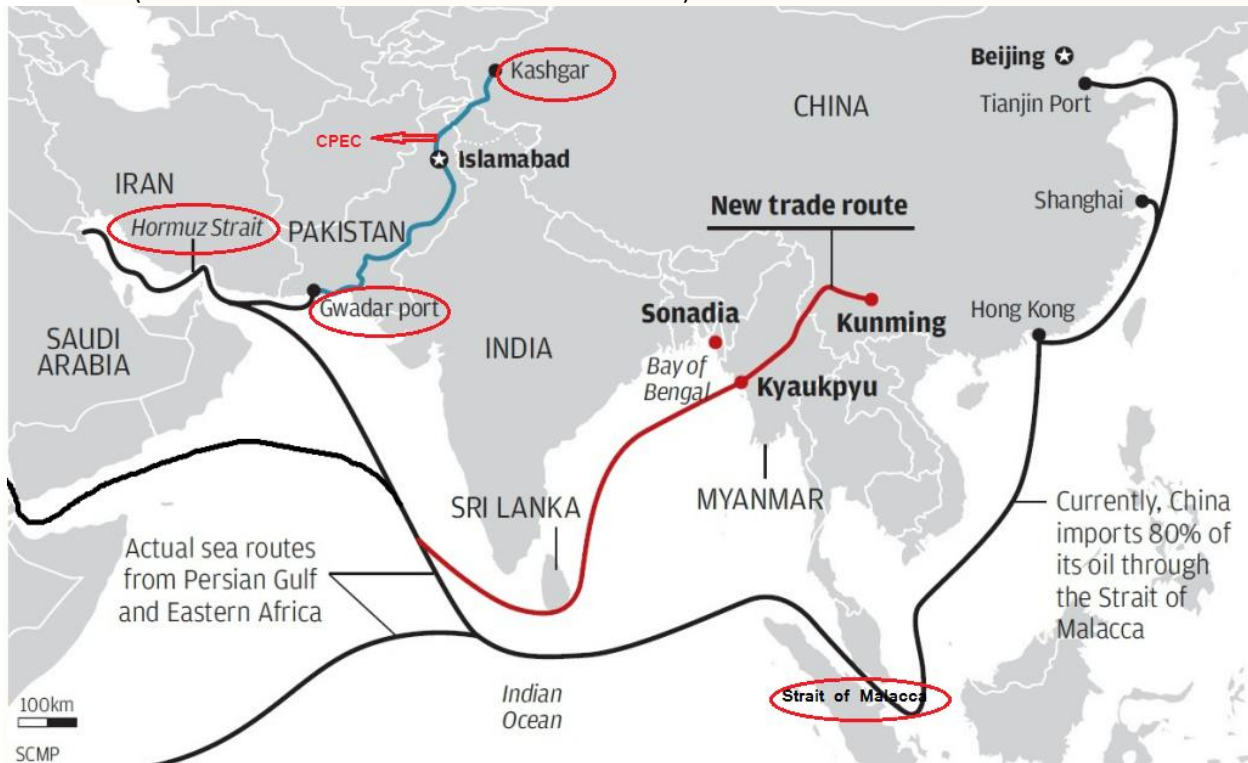 Kashgar
CPEC
Islamabad
IRAN
Hormuz Strait
PAKISTAN
Gwadar port
SAUDI
ARABIA
INDIA
CHINA
Beijing
Tianjin Port
Shanghai
New trade route
Sonadia
Kunming
Hong Kong
Bay of
Bengal
Kyaukpyu
SRI LANKA
MYANMAR
Actual sea routes
from Persian Gulf
and Eastern Africa
Currently, China
imports 80% of
its oil through
the Strait of
Malacca
Strait of Malacca
Indian
Ocean
100km
SCMP